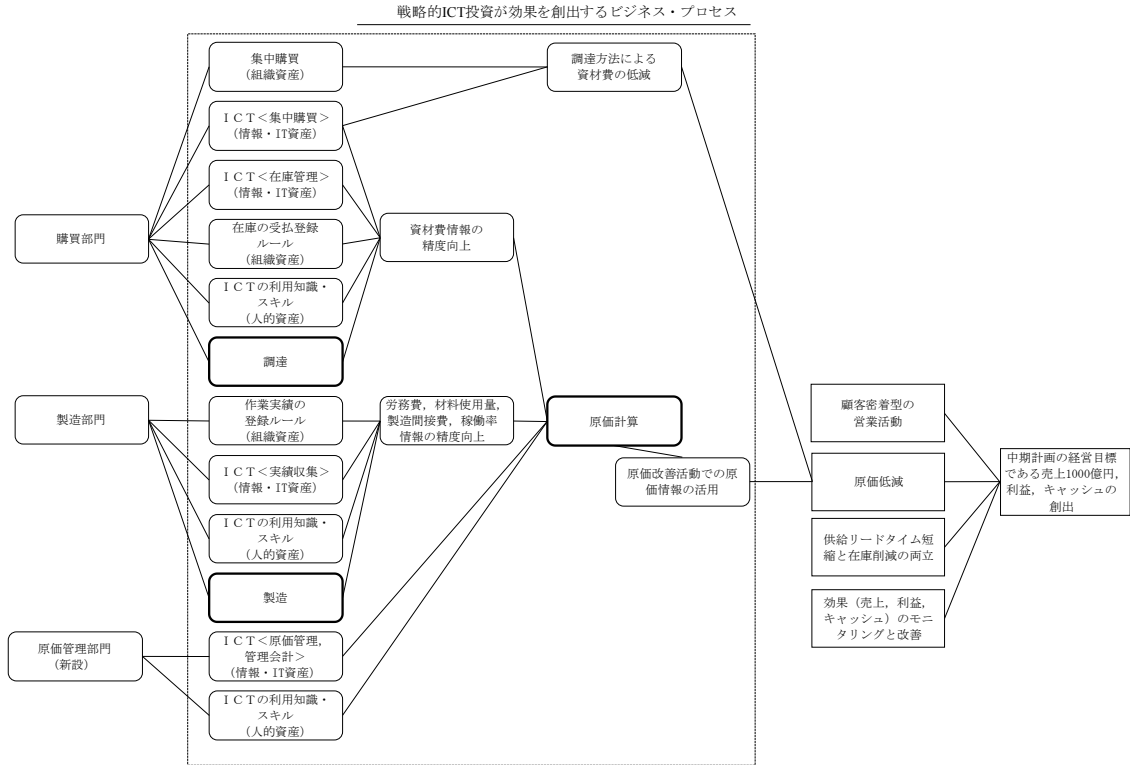 戦略的ICT投資が効果を創出するビジネス・プロセス
集中購買
(組織資産)
調達方法による
資材費の低減
ＩＣＴ＜集中購買＞
(情報・IT資産)
ＩＣＴ＜在庫管理＞
(情報・IT資産)
購買部門
在庫の受払登録
ルール
(組織資産)
資材費情報の
精度向上
ＩＣＴの利用知識・
スキル
(人的資産)
調達
製造部門
作業実績の
登録ルール
(組織資産)
労務費，材料使用量，
製造間接費，稼働率
情報の精度向上
原価計算
ＩＣＴ＜実績収集＞
(情報・IT資産)
原価改善活動での原
価情報の活用
ＩＣＴの利用知識・
スキル
(人的資産)
製造
原価管理部門
(新設)
ＩＣＴ＜原価管理，
管理会計＞
(情報・IT資産)
ＩＣＴの利用知識・
スキル
(人的資産)
顧客密着型の
営業活動
原価低減
供給リードタイム短
縮と在庫削減の両立
効果（売上，利益，
キャッシュ）のモニ
タリングと改善
中期計画の経営目標
である売上1000億円，
利益，キャッシュの
創出